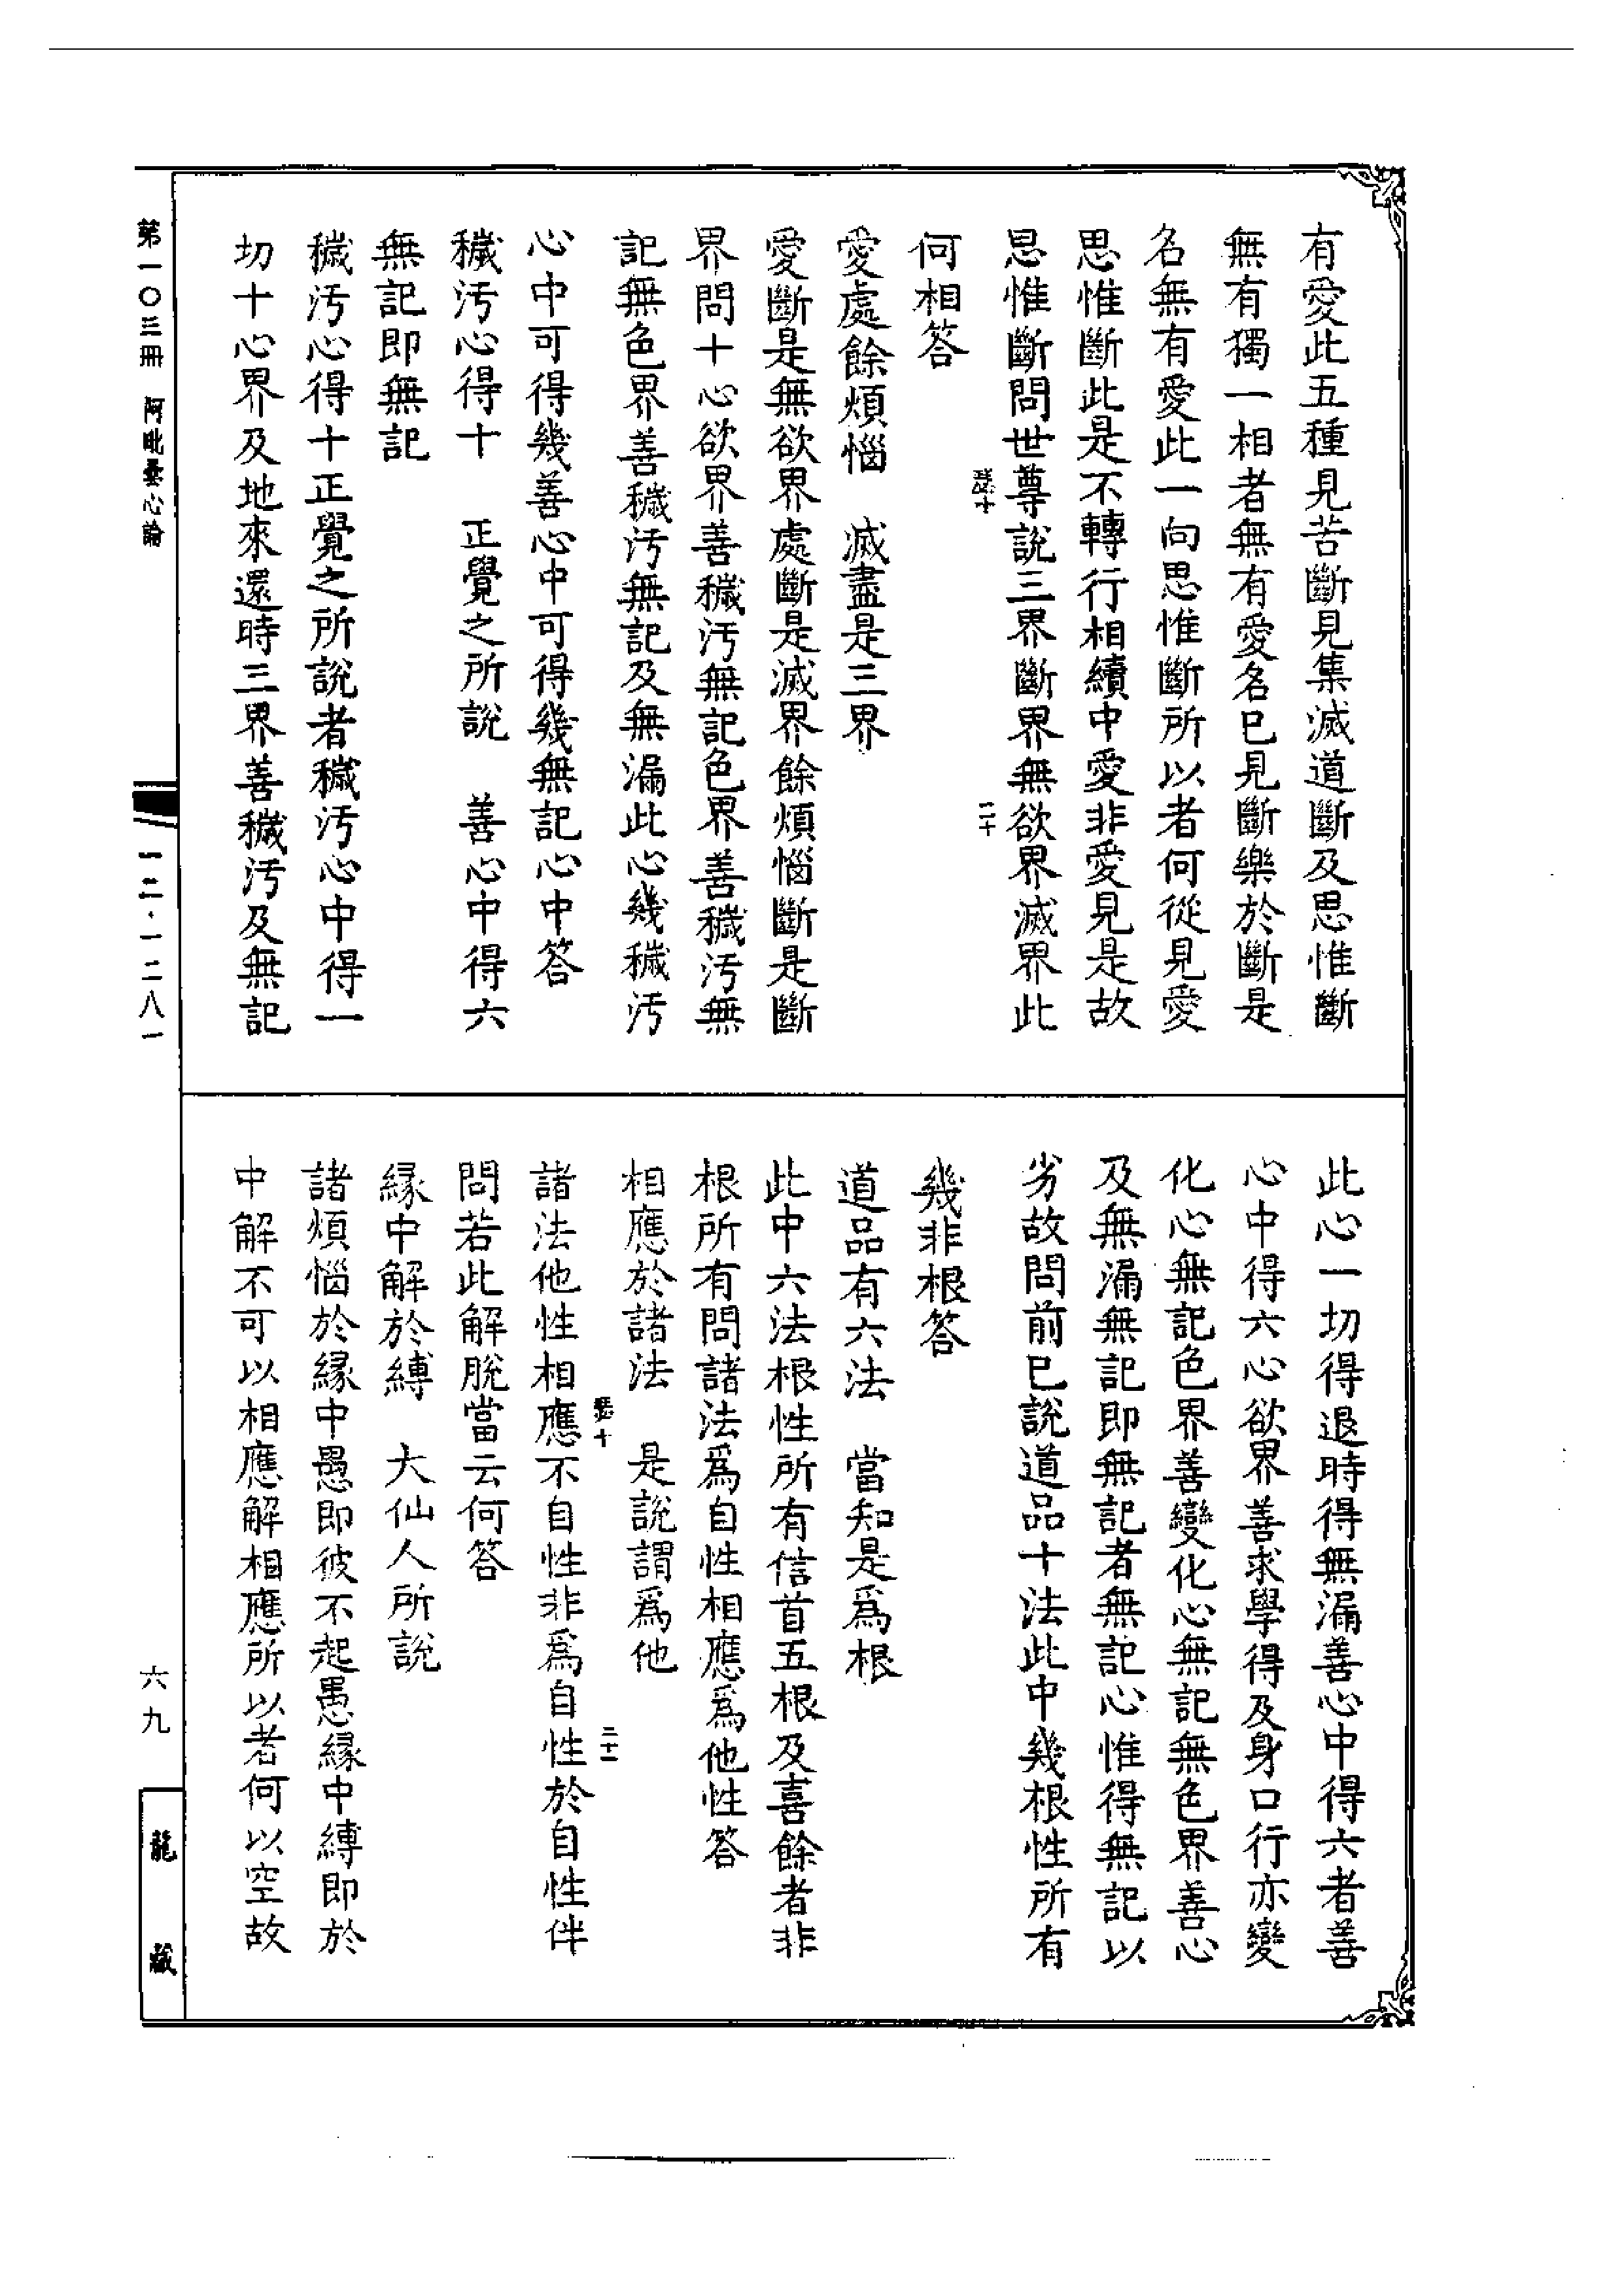 有愛此五種見苦斷見集滅道斷及思惟斷
無有獨一相者無有愛名已見斷樂於斷是
名無有愛此一向思惟斷所以者何從見愛
思惟斷此是不轉行相續中愛非愛見是故
思惟斷問世尊說三界斷界無欲界滅界此
二十
何相答
愛處餘煩惱　滅盡是三界
愛斷是無欲界處斷是滅界餘煩惱斷是斷
界問十心欲界善穢汚無記色界善穢汚無
記無色界善穢汚無記及無漏此心幾穢汚
心中可得幾善心中可得幾無記心中答
穢汚心得十　正覺之所說　善心中得六
無記即無記
穢汚心得十正覺之所說者穢汚心中得一
切十心界及地來還時三界善穢汚及無記
此心一切得退時得無漏善心中得六者善
心中得六心欲界善求學得及身口行亦變
化心無記色界善變化心無記無色界善心
及無漏無記即無記者無記心惟得無記以
劣故問前已說道品十法此中幾根性所有
幾非根答
道品有六法　當知是爲根
此中六法根性所有信首五根及喜餘者非
根所有問諸法爲自性相應爲他性答
相應於諸法　是說謂爲他
二十一
諸法他性相應不自性非爲自性於自性伴
問若此解脫當云何答
緣中解於縛　大仙人所說
諸煩惱於緣中愚即彼不起愚緣中縛即於
中解不可以相應解相應所以者何以空故
第一〇三冊　阿毗曇心論
一二·一二八一
六九
龍藏